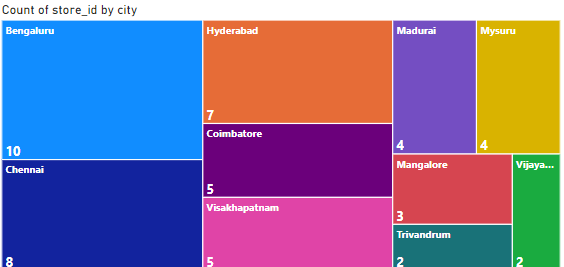 Count of store_id by city
Bengaluru
10
Chennai
8
Hyderabad
7
Coimbatore
5
Visakhapatnam
5
Madurai
4
Mysuru
4
Mangalore
3
Trivandrum
2
Vijaya...
2